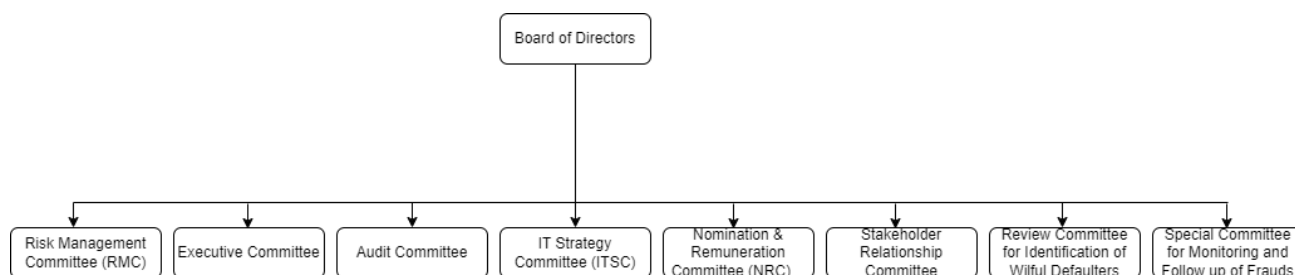 Board of Directors
Risk Management
Committee (RMC)
Executive Committee
Audit Committee
IT Strategy
Committee (ITSC)
Nomination &
Remuneration
Committee (NRC)
Stakeholder
Relationship
Committee
Review Committee
for Identification of
Wilful Defaulters
Special Committee
for Monitoring and
Follow up of Frauds